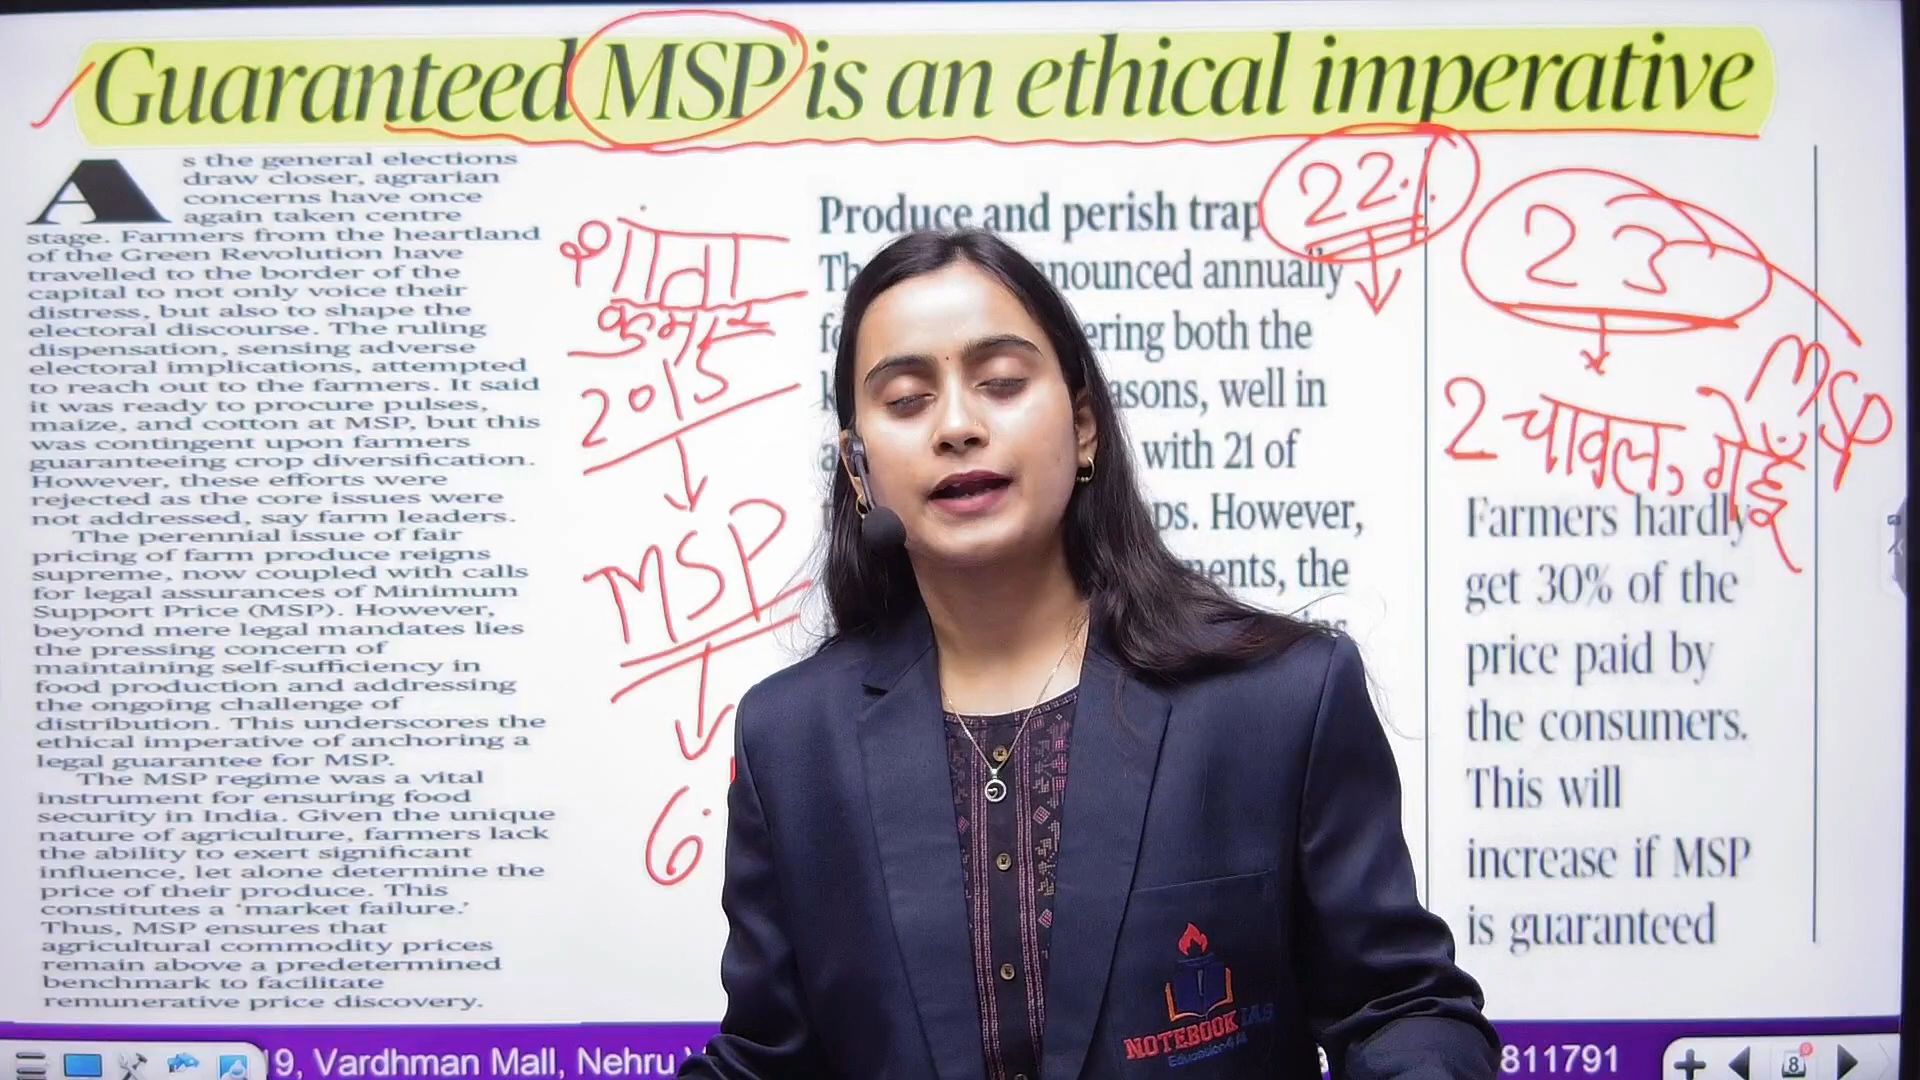 Guaranteed MSP is an ethical imperative
As the general elections
draw closer, agrarian
concerns have once
again taken centre
stage. Farmers from the heartland
of the Green Revolution have
travelled to the border of the
capital to not only voice their
distress, but also to shape the
electoral discourse. The ruling
dispensation, sensing adverse
electoral implications, attempted
to reach out to the farmers. It said
it was ready to procure pulses,
maize, and cotton at MSP, but this
was contingent upon farmers
guaranteeing crop diversification.
However, these efforts were
rejected as the core issues were
not addressed, say farm leaders.
The perennial issue of fair
pricing of farm produce reigns
supreme, now coupled with calls
for legal assurances of Minimum
Support Price (MSP). However,
beyond mere legal mandates lies
the pressing concern of
maintaining self-sufficiency in
food production and addressing
the ongoing challenge of
distribution. This underscores the
ethical imperative of anchoring a
legal guarantee for MSP.
The MSP regime was a vital
instrument for ensuring food
security in India. Given the unique
nature of agriculture, farmers lack
the ability to exert significant
influence, let alone determine the
price of their produce. This
constitutes a 'market failure.'
Thus, MSP ensures that
agricultural commodity prices
remain above a predetermined
benchmark to facilitate
remunerative price discovery.
शांता
कुमार
2015
MSP
6.
Produce and perish trap
nounced annually
ering both the
asons, well in
with 21 of
ps. However,
ents, the
22%
23
MSP
2 चावल, गेहूँ
Farmers hardly
get 30% of the
price paid by
the consumers.
This will
increase if MSP
is guaranteed
NOTEBOOK IAS
Education4All
19, Vardhman Mall, Nehru
811791
8